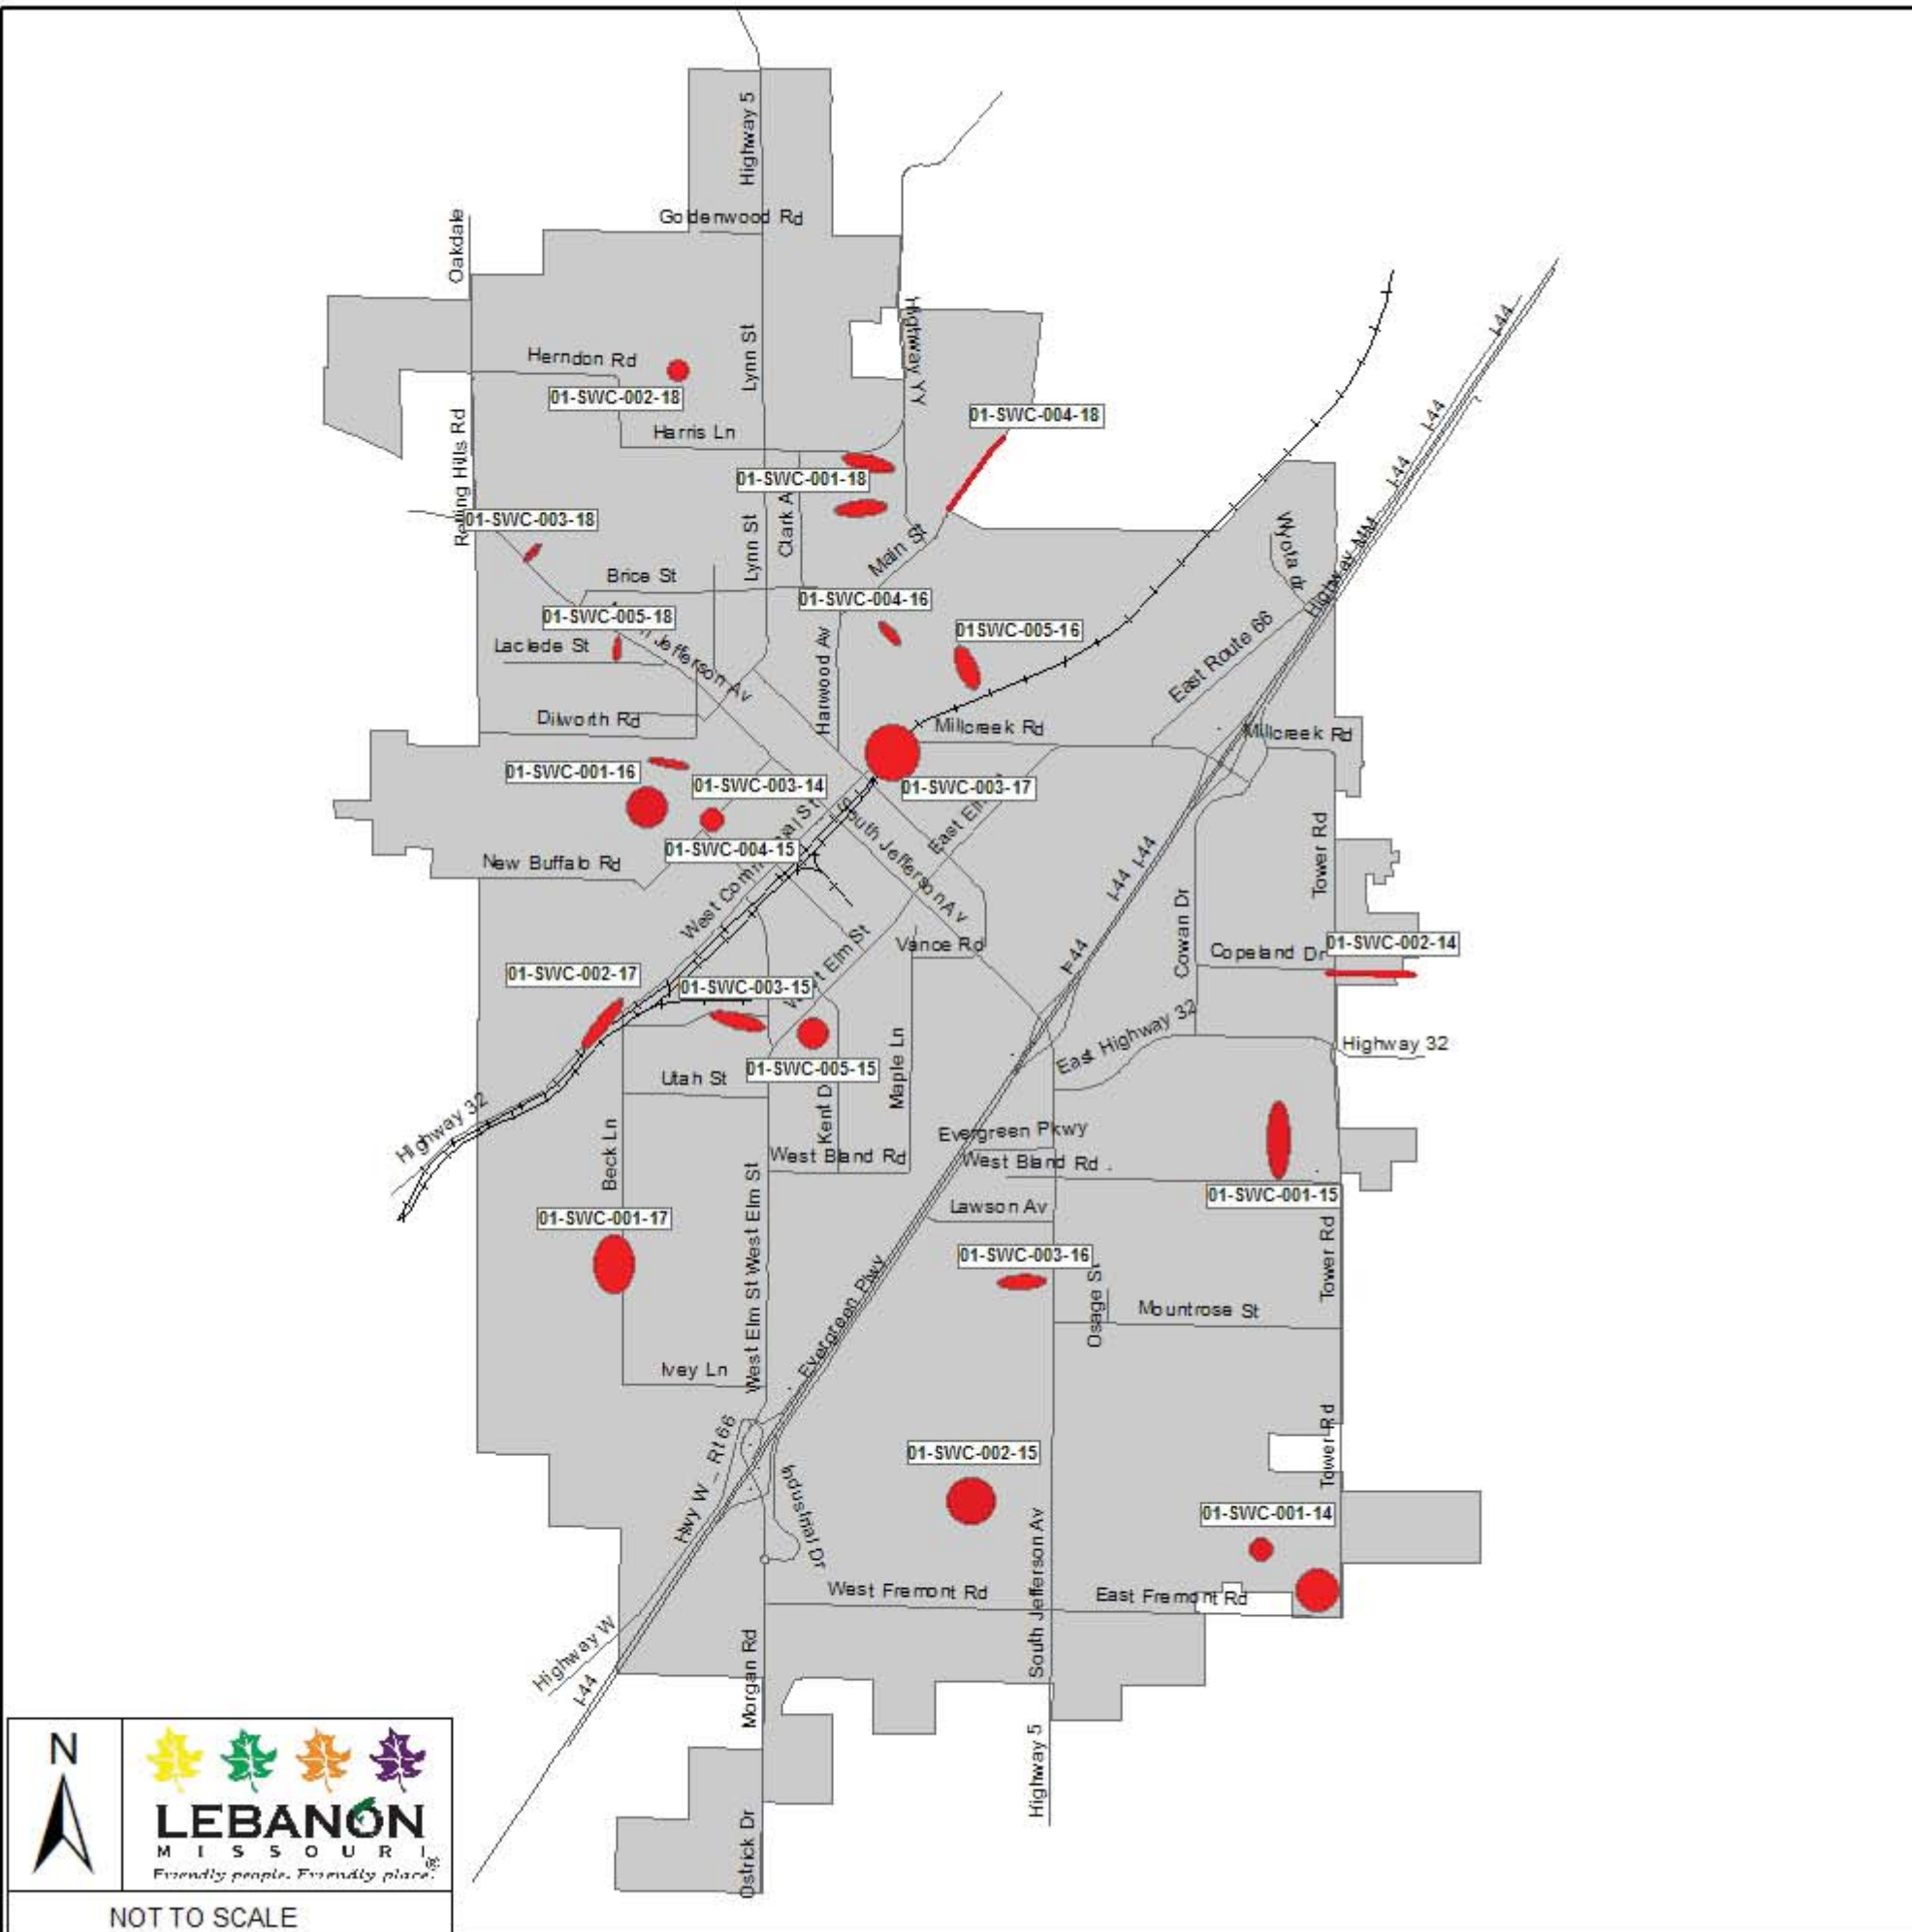 Highway 5
Goldenwood Rd
Oakdale
Highway YY
I-44
Herndon Rd
Lynn St
01-SWC-002-18
01-SWC-004-18
I-44
Harris Ln
Rolling Hills Rd
01-SWC-001-18
I-44
01-SWC-003-18
Lynn St
Clark A
Main St
Wyota dr
Highway MM
Brice St
01-SWC-004-16
01-SWC-005-18
01SWC-005-16
Laclede St
Jefferson Av
Harwood Av
East Route 66
Dilworth Rd
Millcreek Rd
Millcreek Rd
01-SWC-001-16
01-SWC-003-14
01-SWC-003-17
01-SWC-004-15
South Jefferson Av
East Elm
New Buffalo Rd
I-44
I-44
Tower Rd
Cowan Dr
Vance Rd
Copeland Dr
01-SWC-002-14
I-44
01-SWC-002-17
01-SWC-003-15
Elm St
East Highway 32
Highway 32
01-SWC-005-15
Utah St
Kent D
Maple Ln
Highway 32
Beck Ln
Evergreen Pkwy
West Bland Rd
West Bland Rd
01-SWC-001-15
Lawson Av
01-SWC-001-17
West Elm St
West Elm St
01-SWC-003-16
Tower Rd
Evergreen Pkwy
Osage St
Mountrose St
Ivey Ln
Hwy W _ Rt 66
01-SWC-002-15
Tower Rd
Industrial Dr
01-SWC-001-14
West Fremont Rd
South Jefferson Av
East Fremont Rd
Highway W
I-44
Morgan Rd
Highway 5
Ostrick Dr
N
LEBANON
MISSOURI®
Friendly people. Friendly place.
NOT TO SCALE